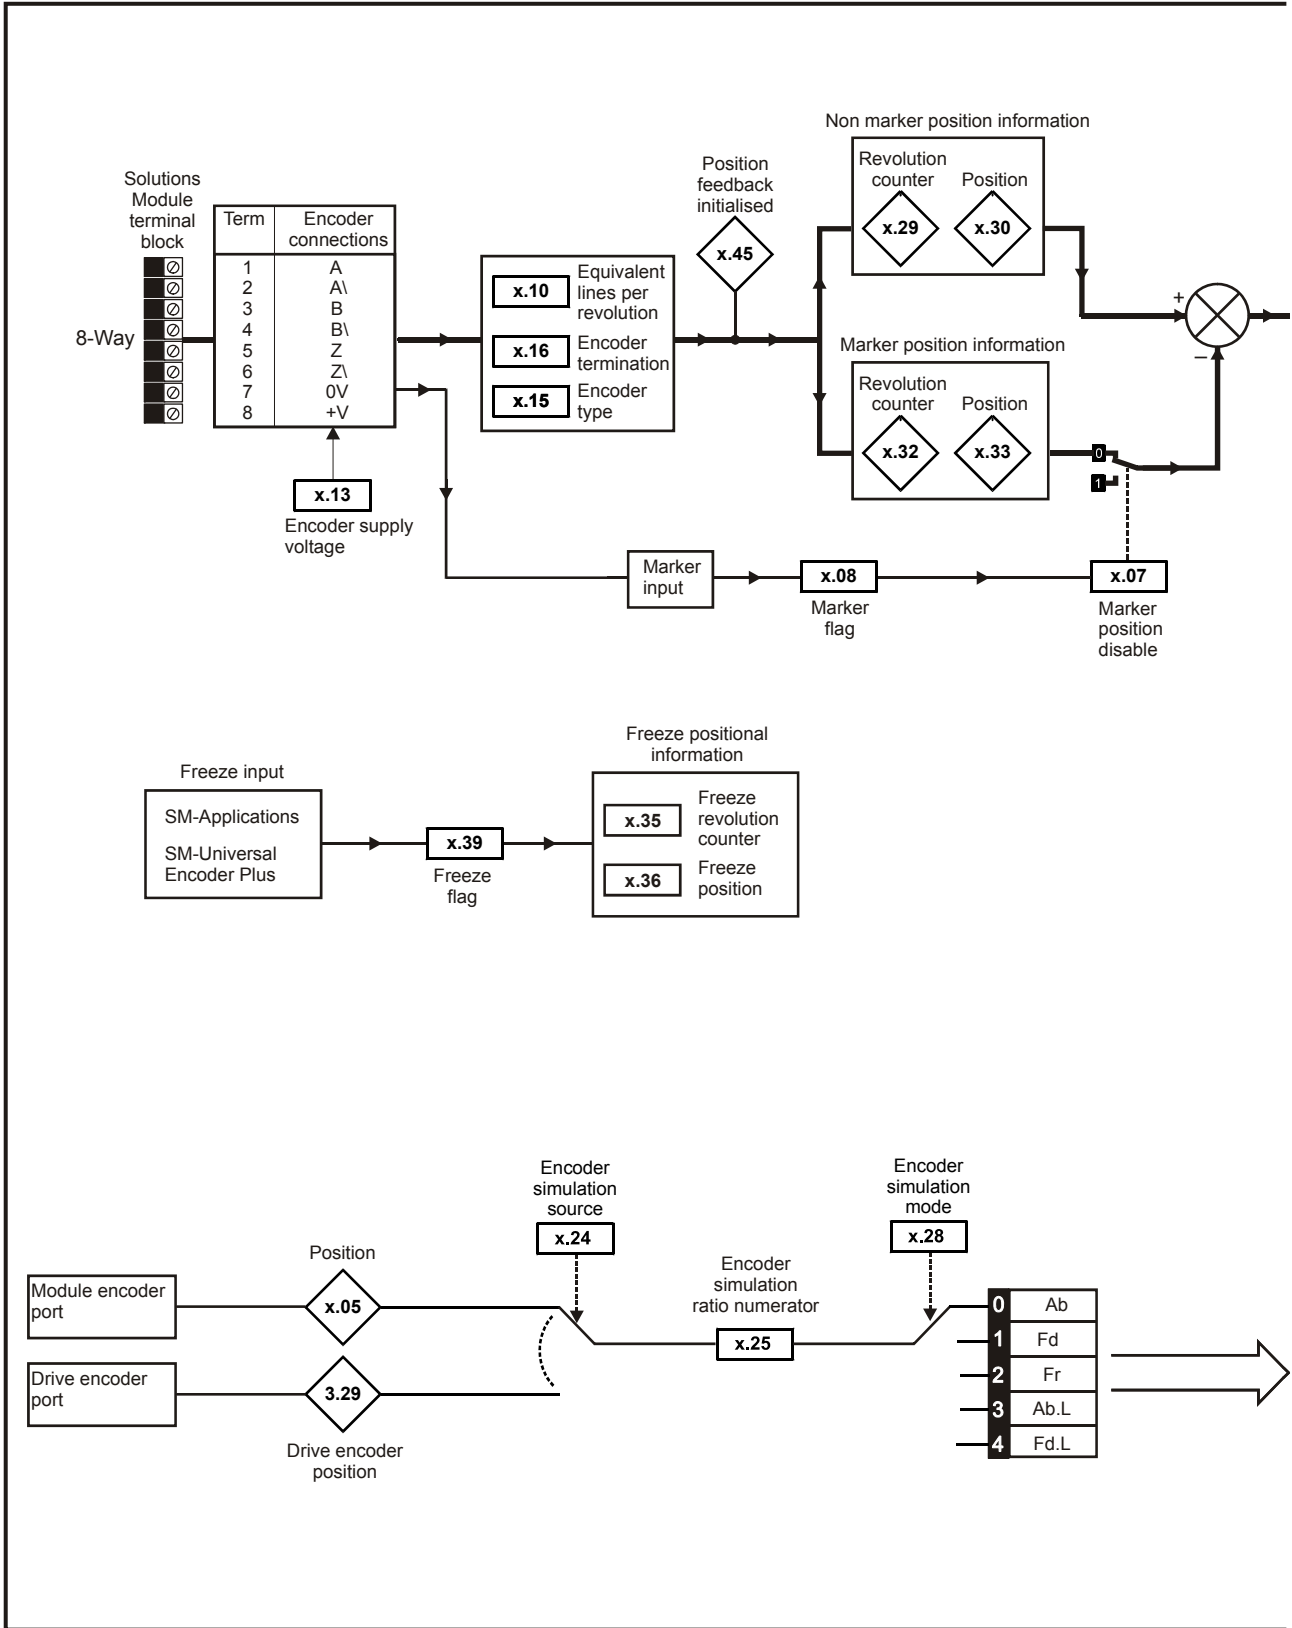 Non marker position information
Revolution
counter
Position
x.29
x.30
Position
feedback
initialised
x.45
Solutions
Module
terminal
block
8-Way
Term
Encoder
connections
1 A
2 A\
3 B
4 B\
5 Z
6 Z\
7 0V
8 +V
x.13
Encoder supply
voltage
x.10
Equivalent
lines per
revolution
x.16
Encoder
termination
x.15
Encoder
type
+
−
Marker position information
Revolution
counter
Position
x.32
x.33
0
1
Marker
input
x.08
Marker
flag
x.07
Marker
position
disable
Freeze input
SM-Applications
SM-Universal
Encoder Plus
x.39
Freeze
flag
Freeze positional
information
x.35
Freeze
revolution
counter
x.36
Freeze
position
Encoder
simulation
source
x.24
Encoder
simulation
mode
x.28
Module encoder
port
Position
x.05
Drive encoder
port
3.29
Drive encoder
position
Encoder
simulation
ratio numerator
x.25
0 Ab
1 Fd
2 Fr
3 Ab.L
4 Fd.L